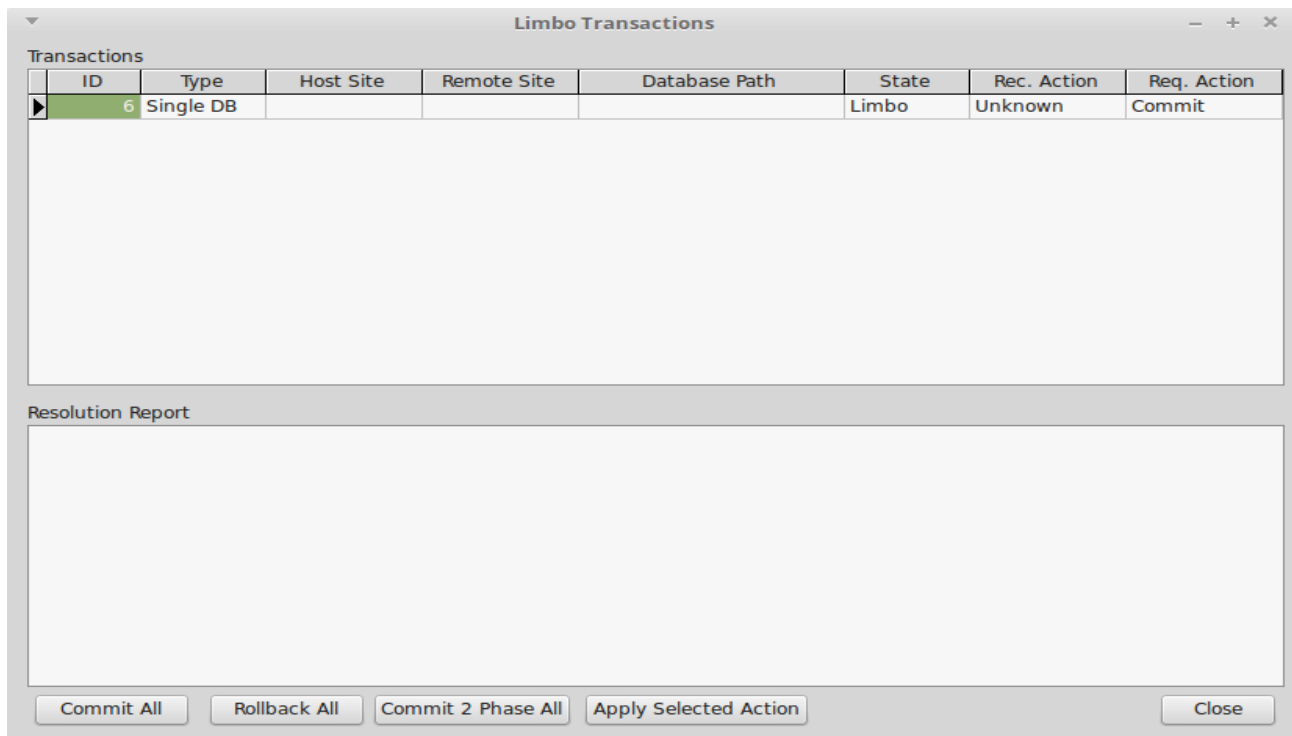 Limbo Transactions
Transactions
ID Type Host Site Remote Site Database Path State Rec. Action Req. Action
6 Single DB Limbo Unknown Commit
Resolution Report
Commit All Rollback All Commit 2 Phase All Apply Selected Action Close